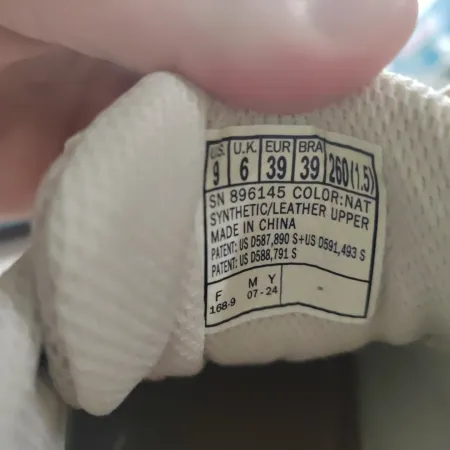 U.S. U.K. EUR BRA
9 6 39 39 260(1.5)
SN 896145 COLOR:NAT
SYNTHETIC/LEATHER UPPER
MADE IN CHINA
PATENT: US D587,890 S+US D591,493 S
PATENT: US D588,791 S
F M Y
168-9 07-24 -